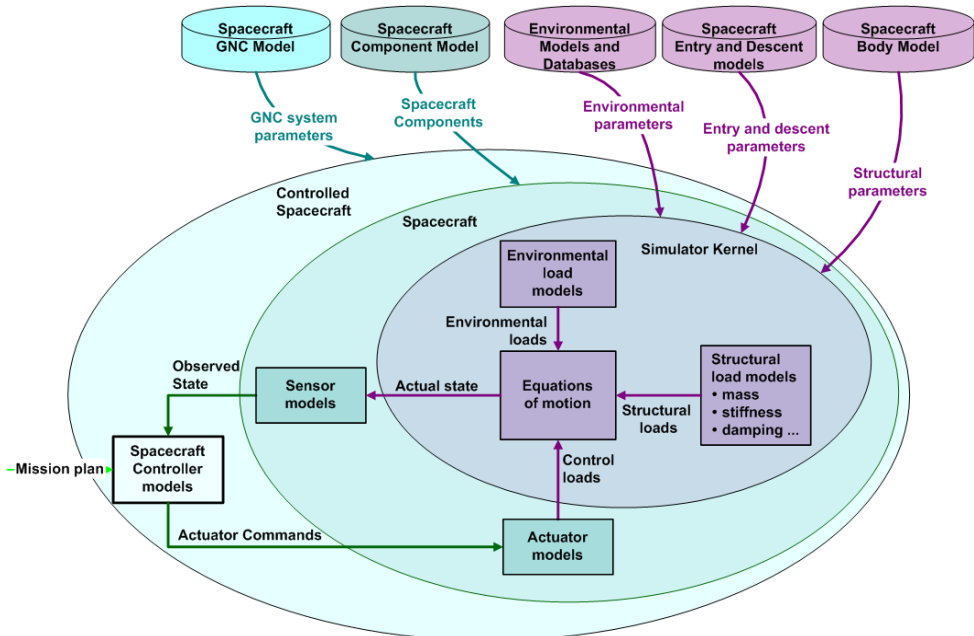 Spacecraft
GNC Model
Spacecraft
Component Model
Environmental
Models and
Databases
Spacecraft
Entry and Descent
models
Spacecraft
Body Model
GNC system
parameters
Spacecraft
Components
Environmental
parameters
Entry and descent
parameters
Structural
parameters
Controlled
Spacecraft
Spacecraft
Simulator Kernel
Environmental
load
models
Environmental
loads
Observed
State
Sensor
models
Actual state
Equations
of motion
Structural
loads
Structural
load models
• mass
• stiffness
• damping ...
Mission plan
Spacecraft
Controller
models
Control
loads
Actuator Commands
Actuator
models